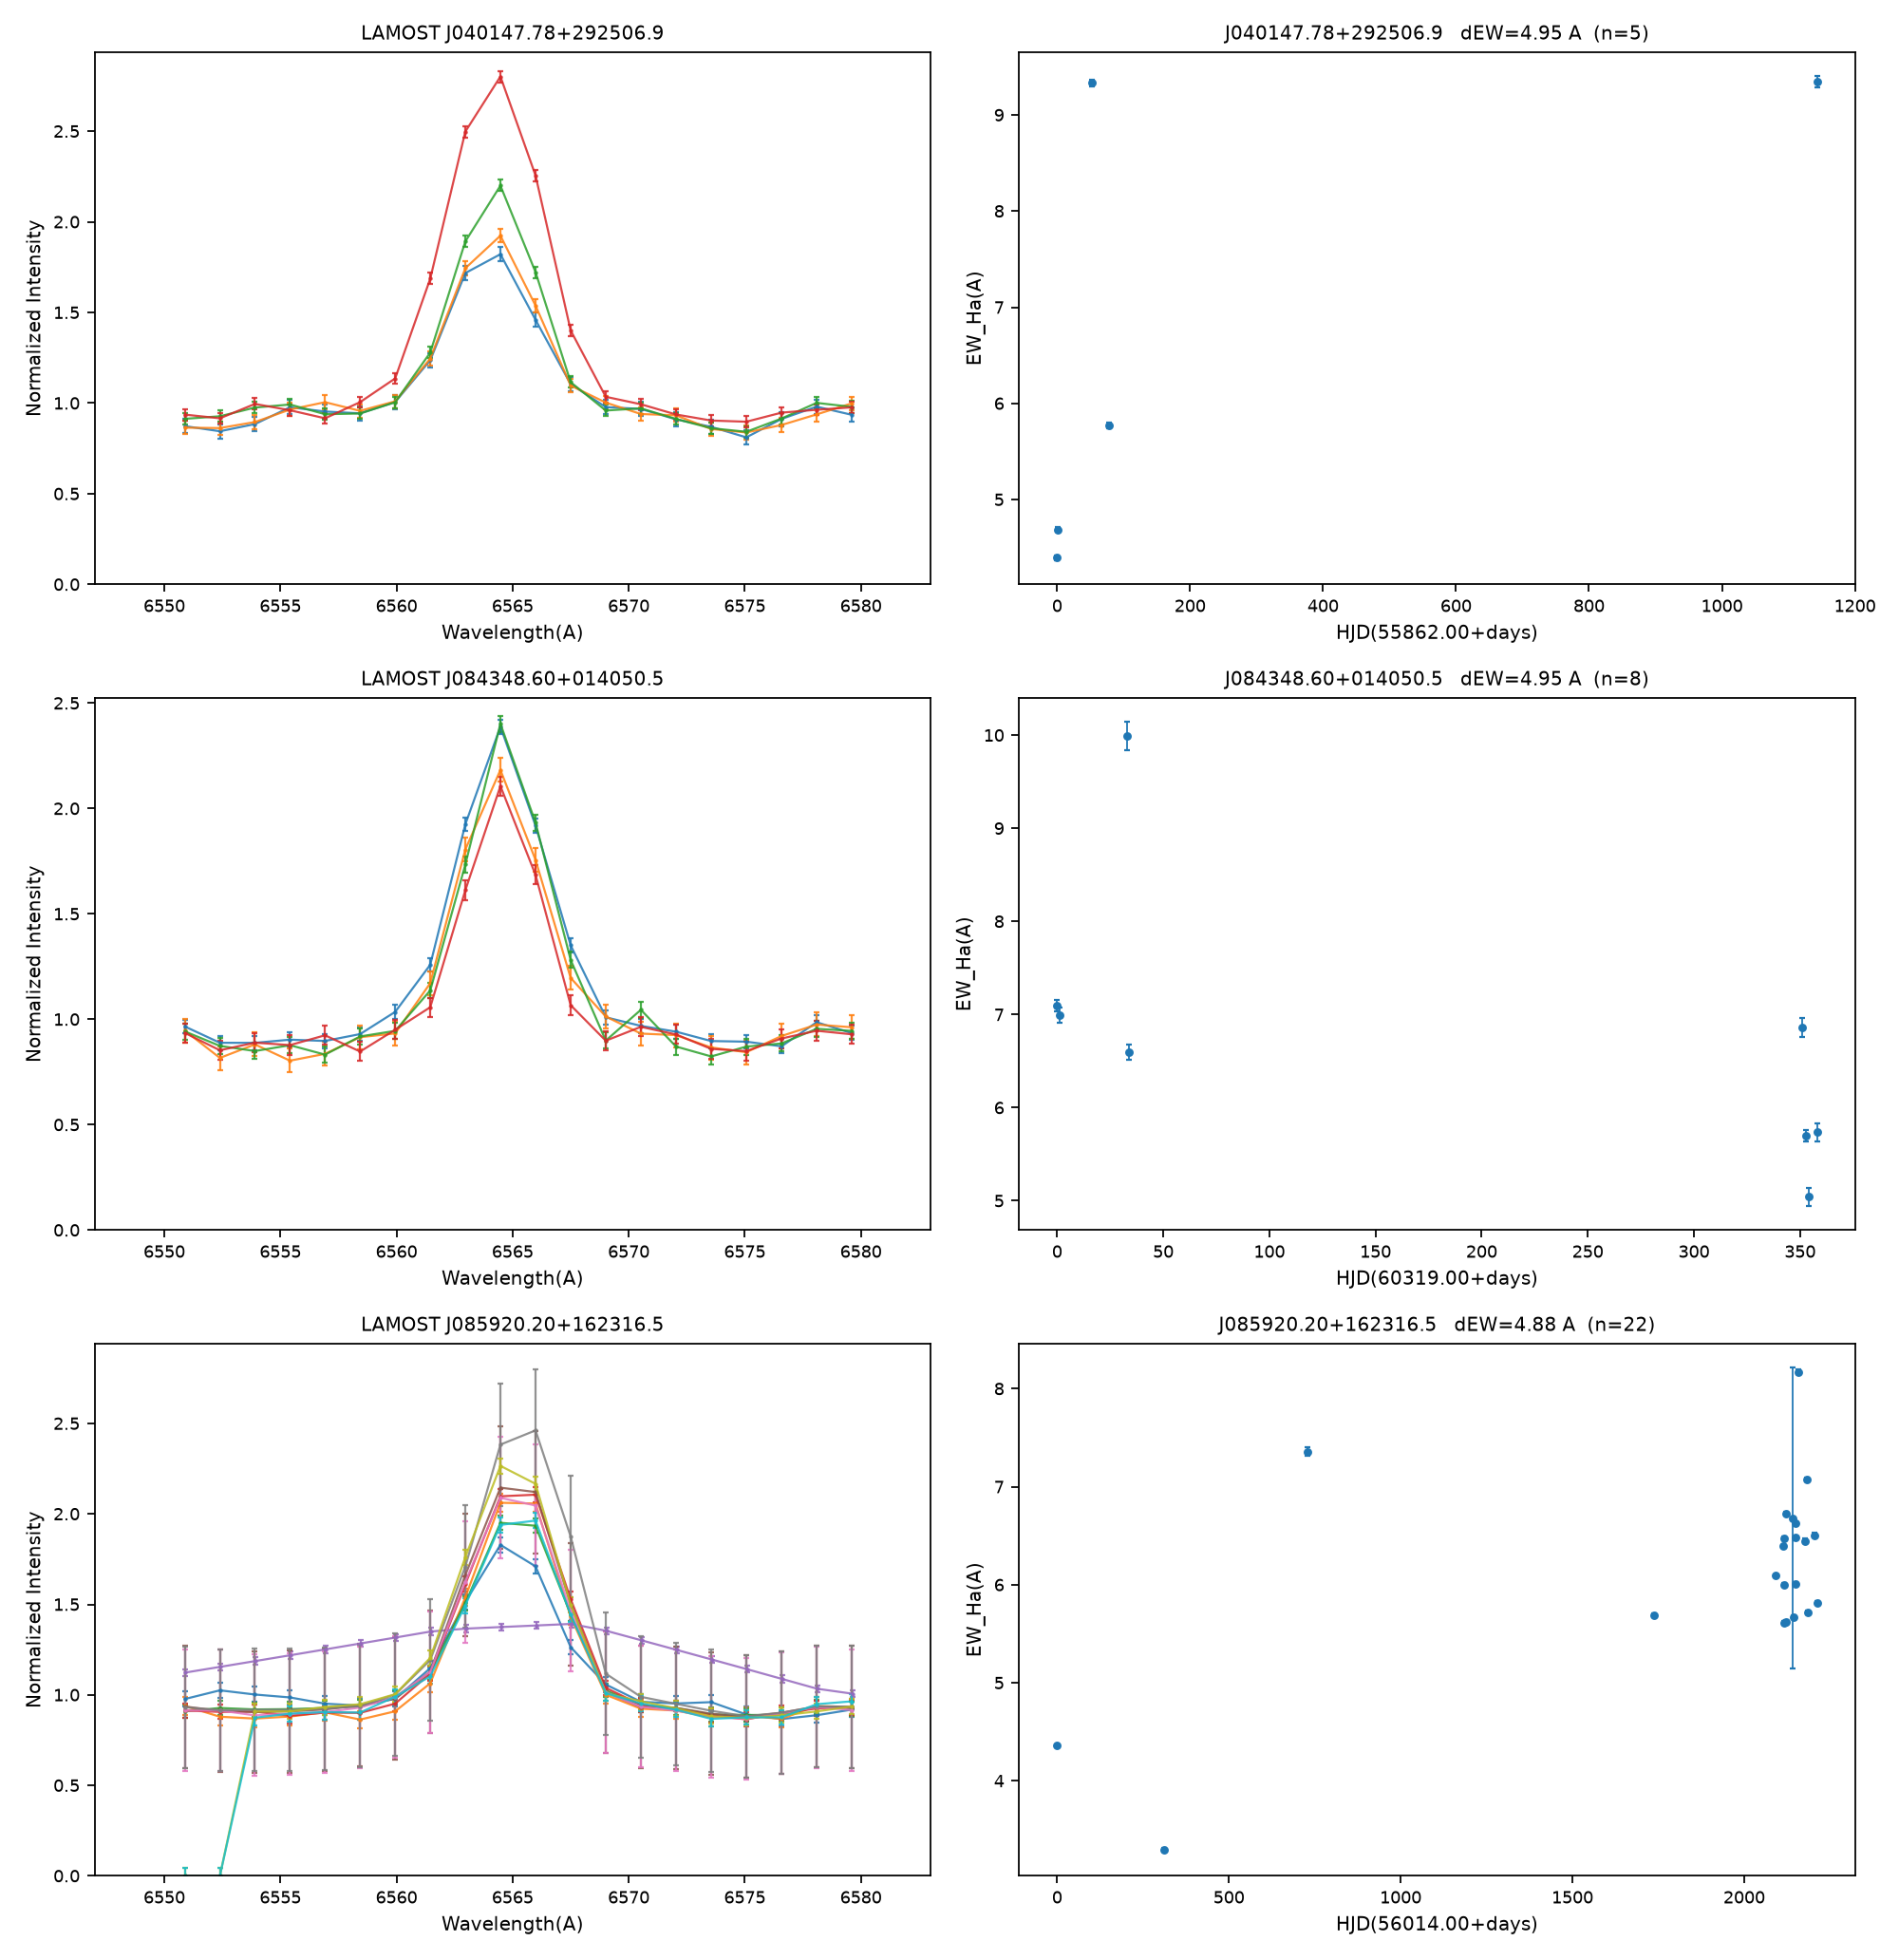 LAMOST J040147.78+292506.9
J040147.78+292506.9   dEW=4.95 A  (n=5)
Normalized Intensity
2.5
2.0
1.5
1.0
0.5
0.0
6550 6555 6560 6565 6570 6575 6580
Wavelength(A)
EW_Ha(A)
9
8
7
6
5
0 200 400 600 800 1000 1200
HJD(55862.00+days)
LAMOST J084348.60+014050.5
J084348.60+014050.5   dEW=4.95 A  (n=8)
Normalized Intensity
2.5
2.0
1.5
1.0
0.5
0.0
6550 6555 6560 6565 6570 6575 6580
Wavelength(A)
EW_Ha(A)
10
9
8
7
6
5
0 50 100 150 200 250 300 350
HJD(60319.00+days)
LAMOST J085920.20+162316.5
J085920.20+162316.5   dEW=4.88 A  (n=22)
Normalized Intensity
2.5
2.0
1.5
1.0
0.5
0.0
6550 6555 6560 6565 6570 6575 6580
Wavelength(A)
EW_Ha(A)
8
7
6
5
4
0 500 1000 1500 2000
HJD(56014.00+days)